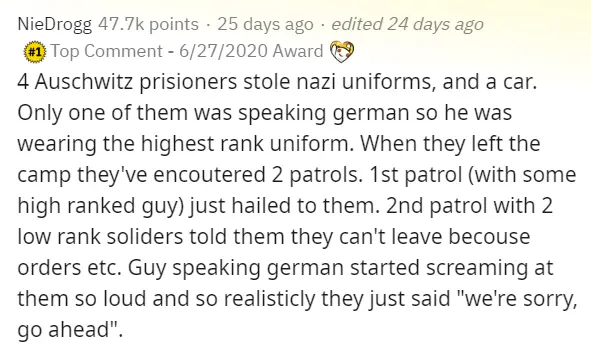 NieDrogg 47.7k points · 25 days ago · edited 24 days ago
#1 Top Comment - 6/27/2020 Award
4 Auschwitz prisioners stole nazi uniforms, and a car.
Only one of them was speaking german so he was
wearing the highest rank uniform. When they left the
camp they've encoutered 2 patrols. 1st patrol (with some
high ranked guy) just hailed to them. 2nd patrol with 2
low rank soliders told them they can't leave becouse
orders etc. Guy speaking german started screaming at
them so loud and so realisticly they just said "we're sorry,
go ahead".